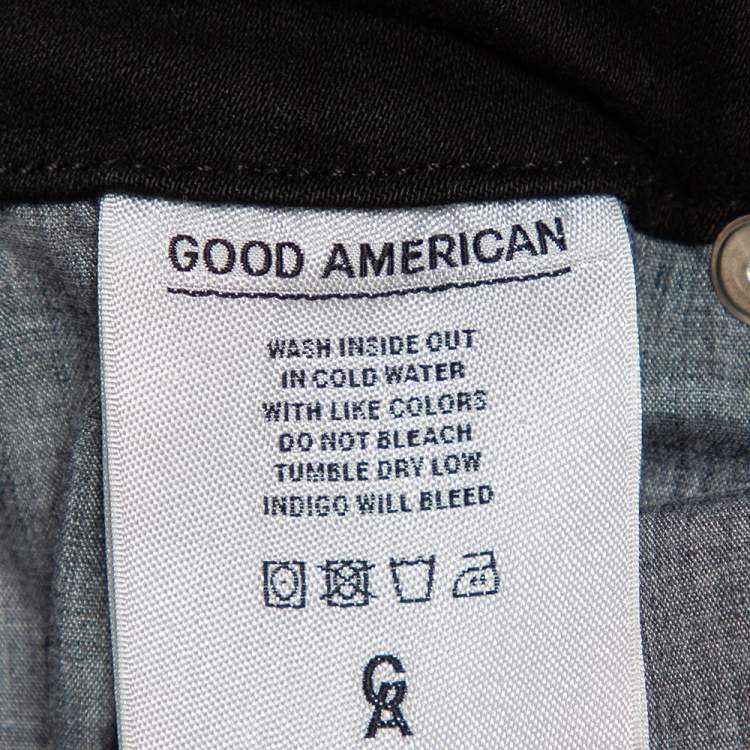 GOOD AMERICAN
WASH INSIDE OUT
IN COLD WATER
WITH LIKE COLORS
DO NOT BLEACH
TUMBLE DRY LOW
INDIGO WILL BLEED
GA